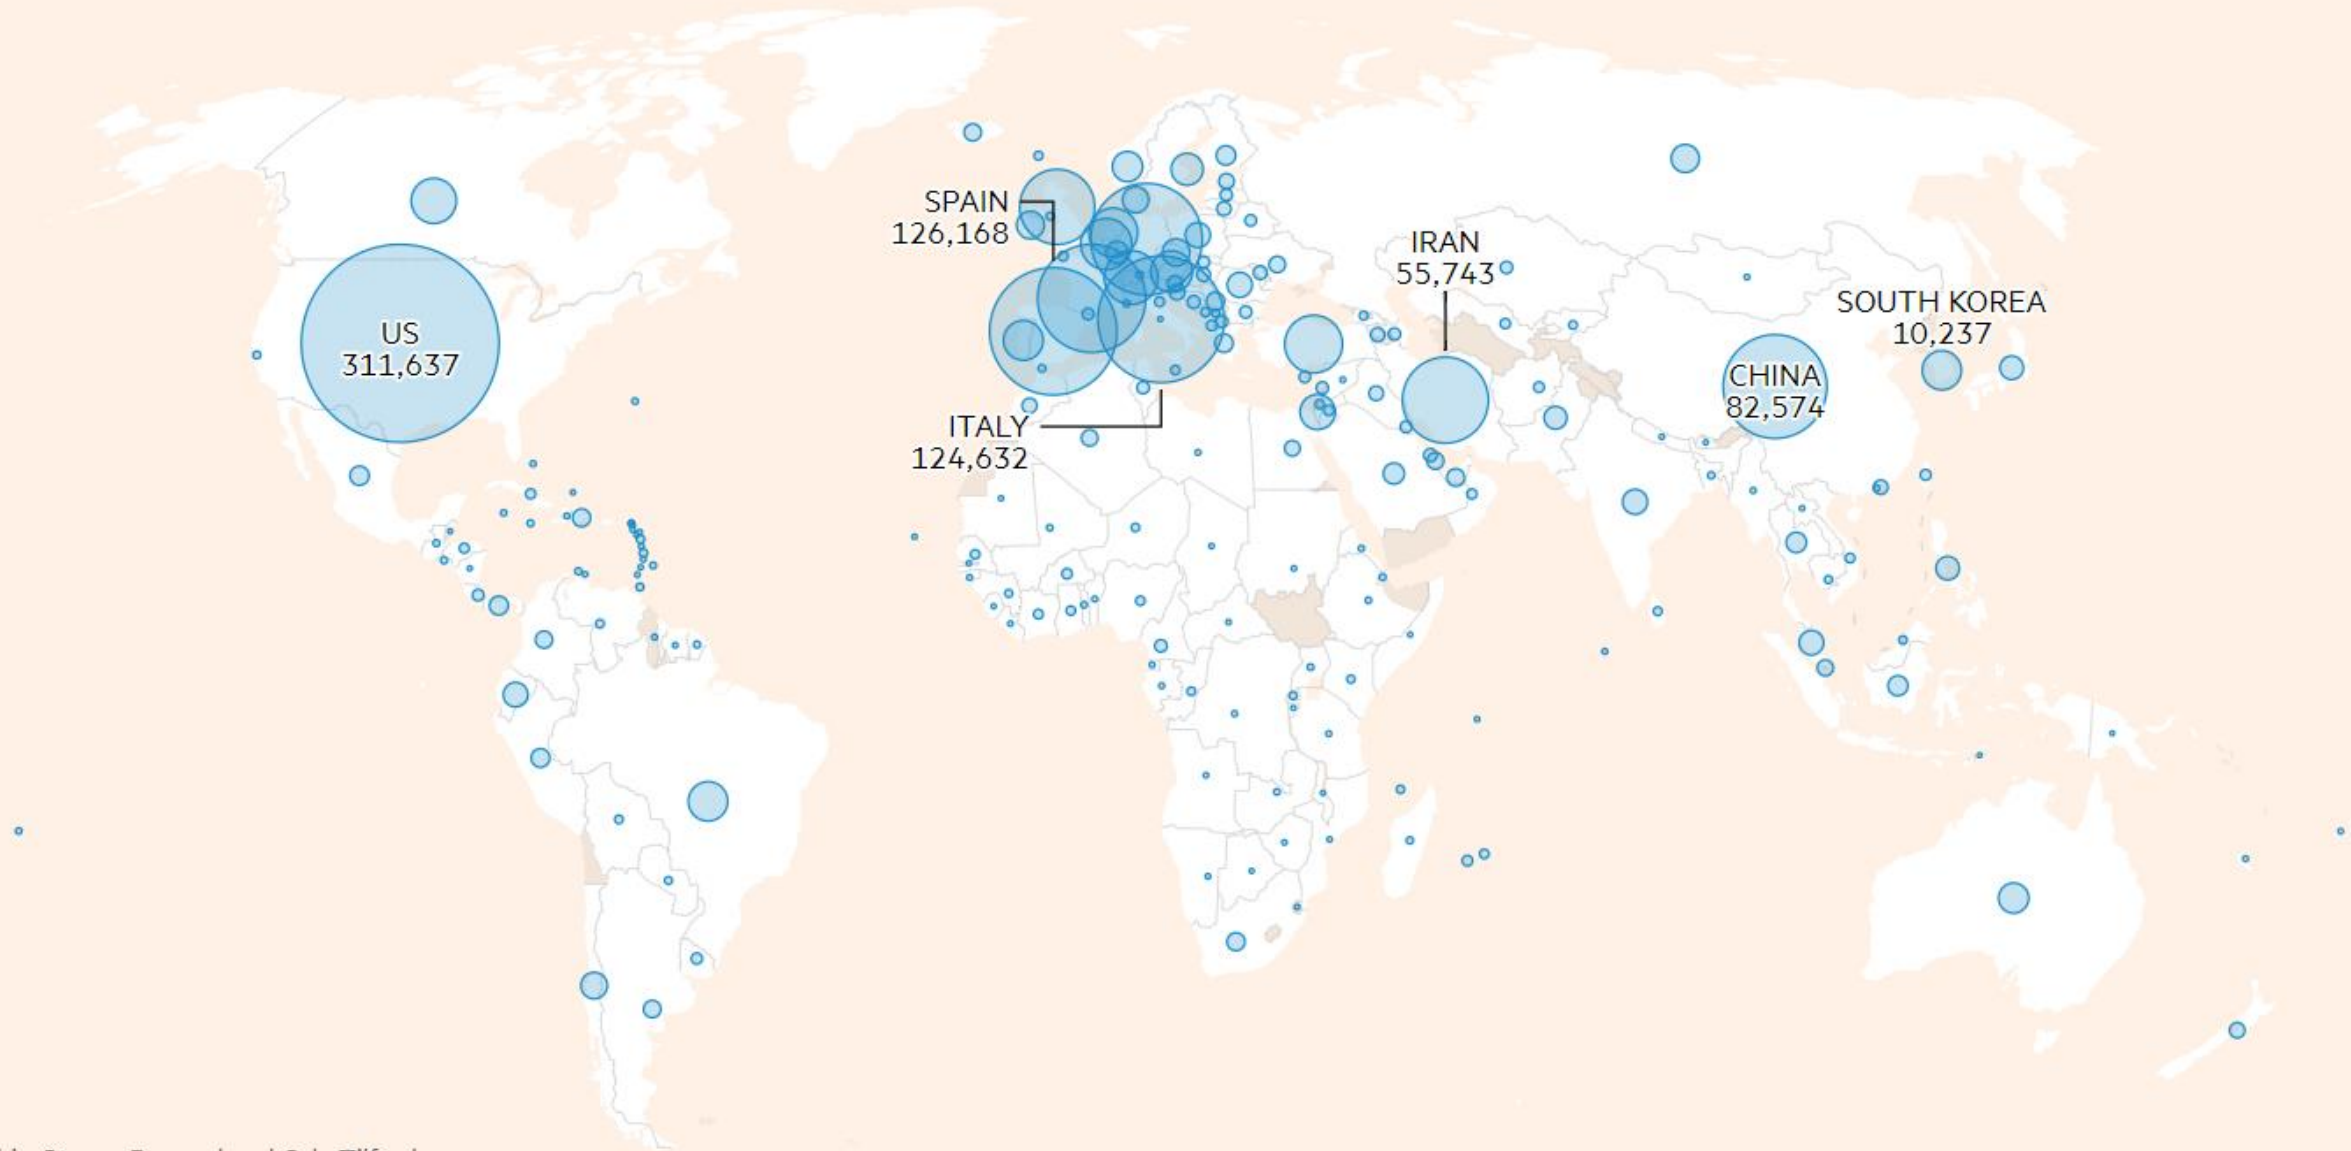 SPAIN
126,168
IRAN
55,743
SOUTH KOREA
10,237
US
311,637
CHINA
82,574
ITALY
124,632